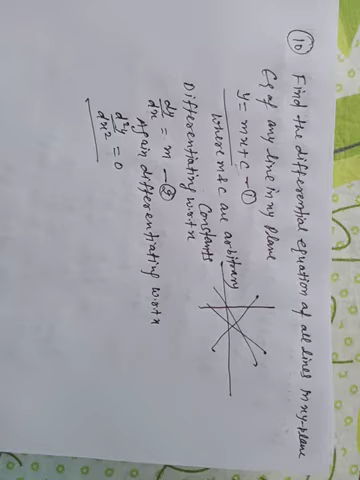 (10) Find the differential equation of all lines in xy-plane
Eq of any line in xy plane
y = mx + c - ①
where m & c are arbitrary
Constants
Differentiating w.r.t x
dy/dx = m - ②
Again differentiating w.r.t x
d²y/dx² = 0